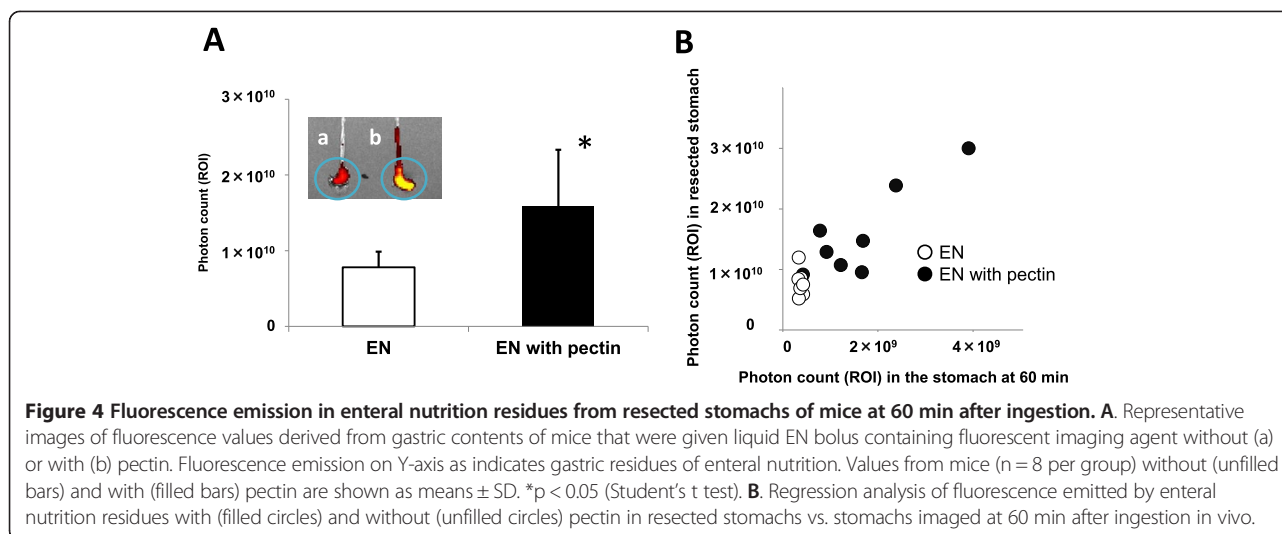 A
Photon count (ROI)
3×10¹⁰
2×10¹⁰
1×10¹⁰
0
a b
*
EN EN with pectin
B
Photon count (ROI) in resected stomach
3×10¹⁰
2×10¹⁰
1×10¹⁰
0
EN
EN with pectin
0 2×10⁹ 4×10⁹
Photon count (ROI) in the stomach at 60 min
Figure 4 Fluorescence emission in enteral nutrition residues from resected stomachs of mice at 60 min after ingestion. A. Representative
images of fluorescence values derived from gastric contents of mice that were given liquid EN bolus containing fluorescent imaging agent without (a)
or with (b) pectin. Fluorescence emission on Y-axis as indicates gastric residues of enteral nutrition. Values from mice (n = 8 per group) without (unfilled
bars) and with (filled bars) pectin are shown as means ± SD. *p < 0.05 (Student's t test). B. Regression analysis of fluorescence emitted by enteral
nutrition residues with (filled circles) and without (unfilled circles) pectin in resected stomachs vs. stomachs imaged at 60 min after ingestion in vivo.